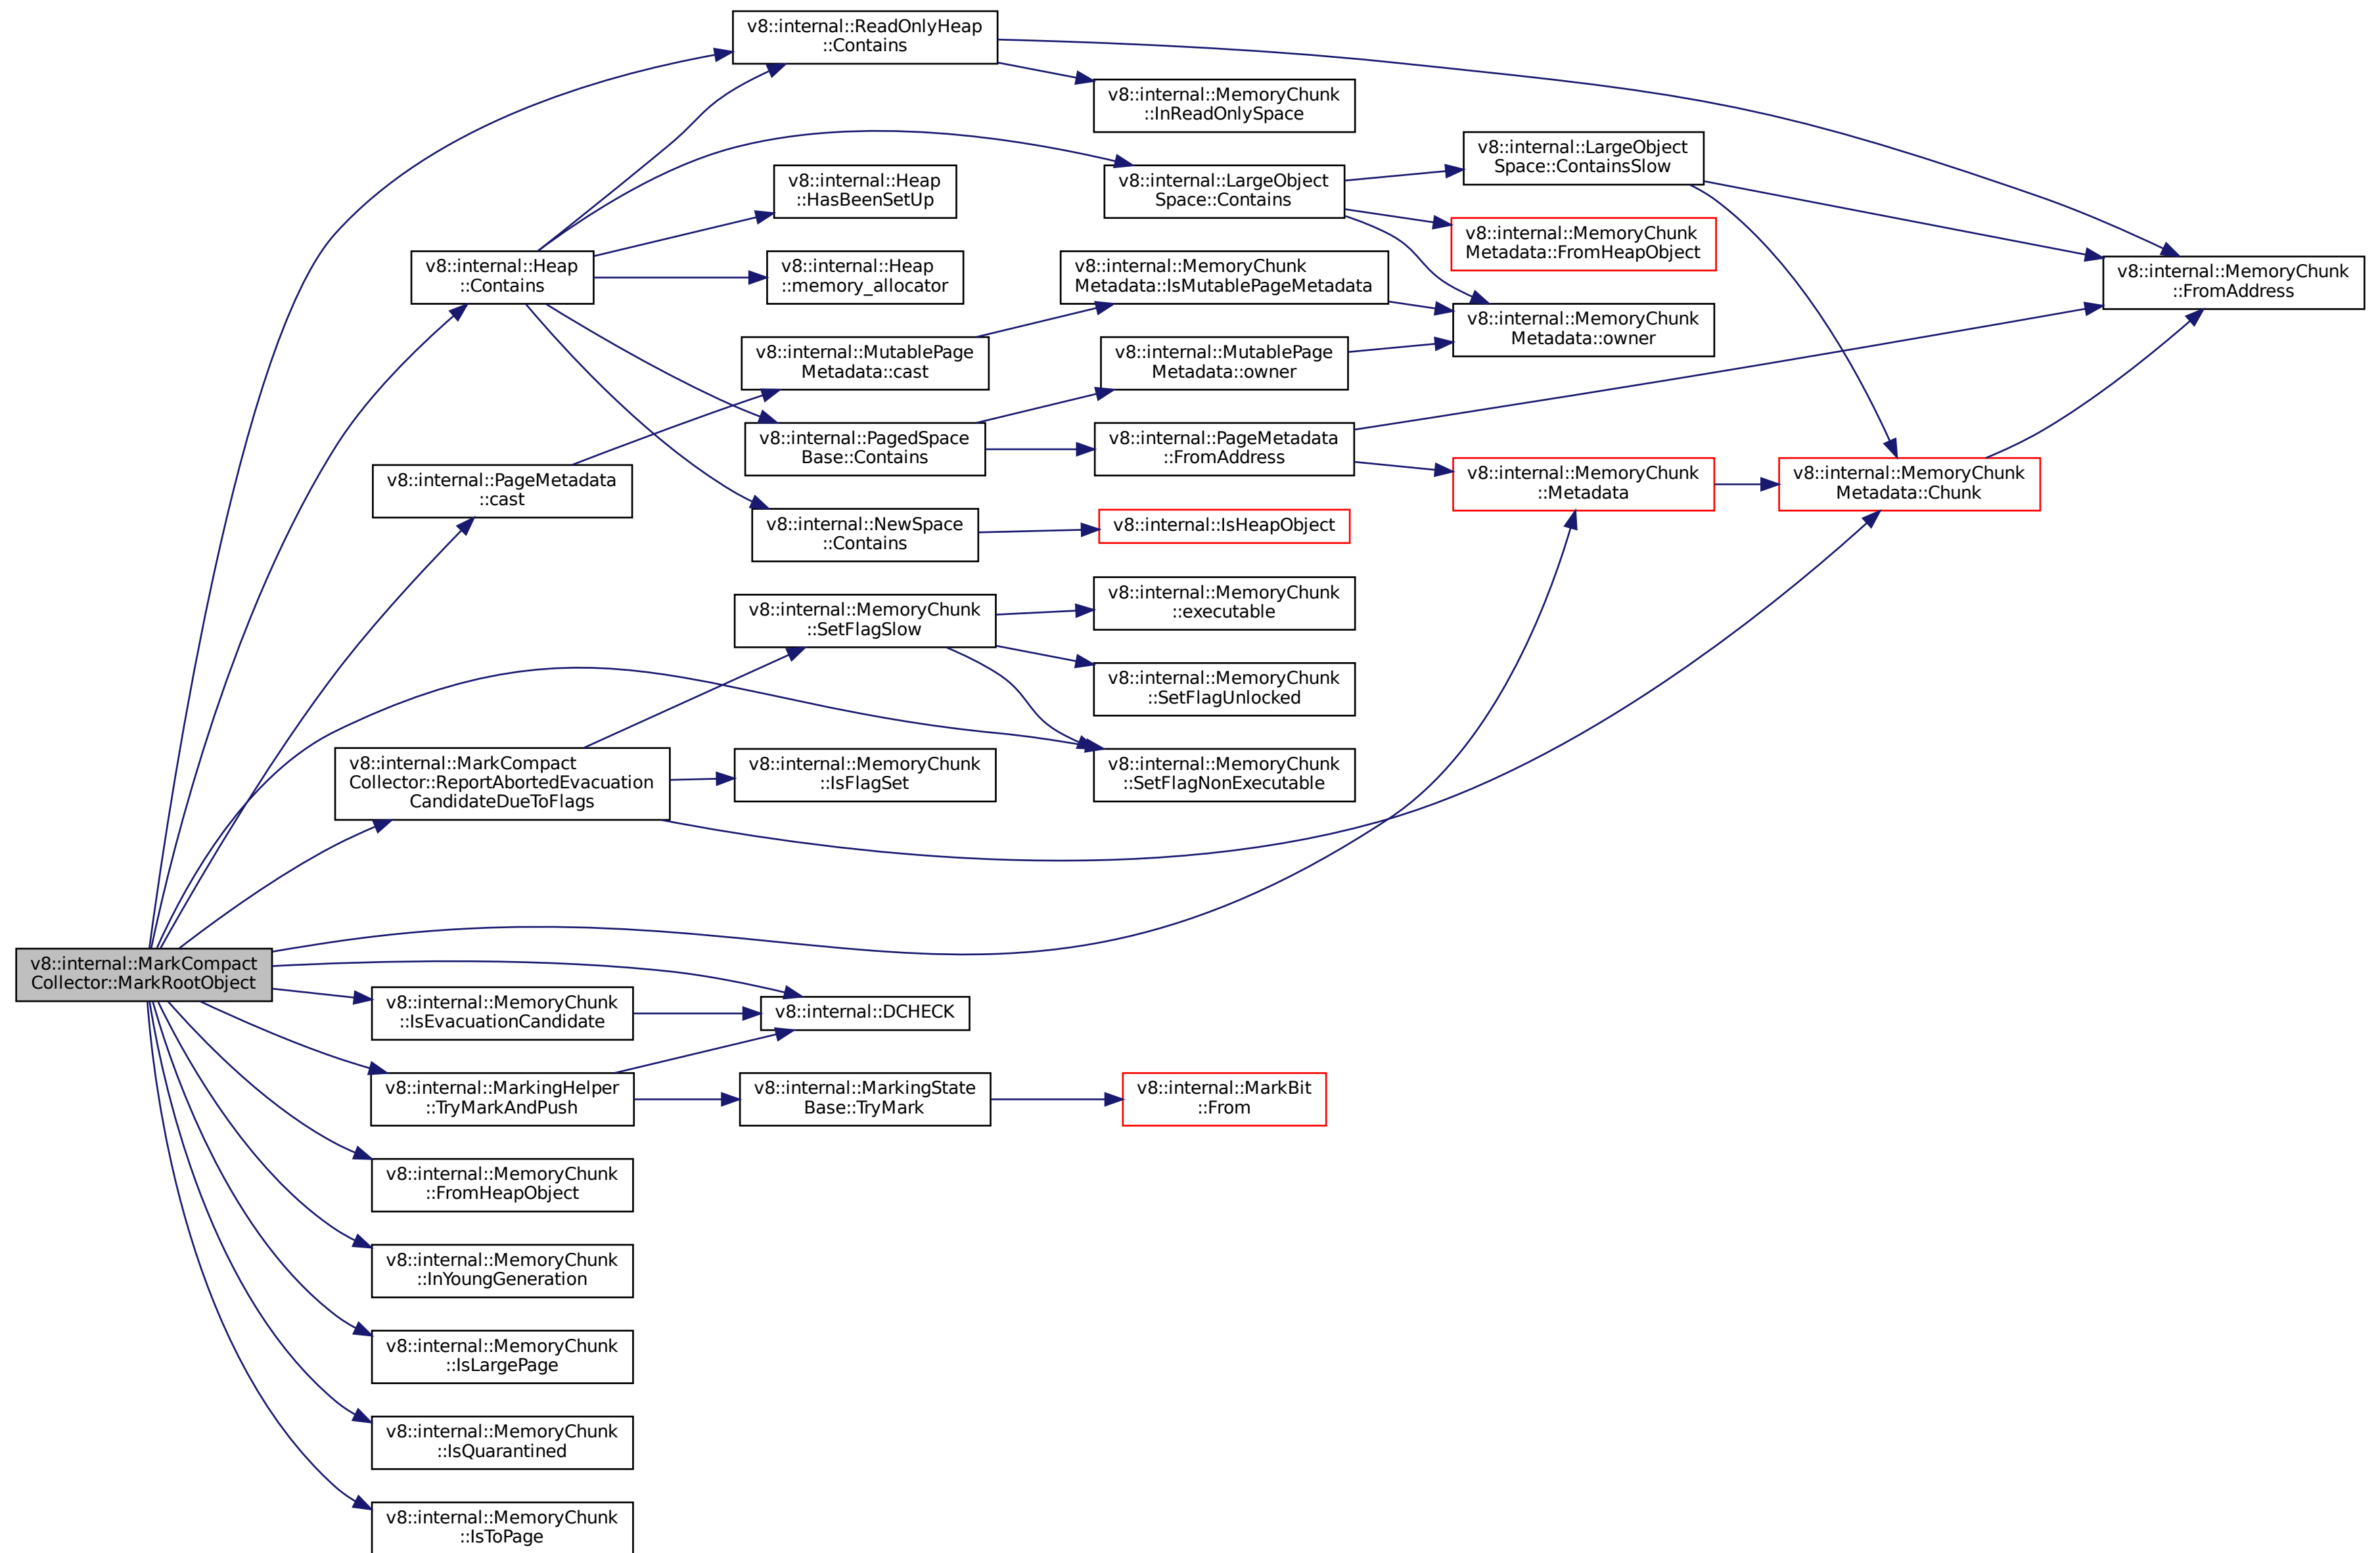 v8::internal::ReadOnlyHeap
::Contains
v8::internal::MemoryChunk
::InReadOnlySpace
v8::internal::LargeObject
Space::ContainsSlow
v8::internal::Heap
::HasBeenSetUp
v8::internal::LargeObject
Space::Contains
v8::internal::MemoryChunk
Metadata::FromHeapObject
v8::internal::Heap
::Contains
v8::internal::Heap
::memory_allocator
v8::internal::MemoryChunk
Metadata::IsMutablePageMetadata
v8::internal::MemoryChunk
::FromAddress
v8::internal::MemoryChunk
Metadata::owner
v8::internal::MutablePage
Metadata::cast
v8::internal::MutablePage
Metadata::owner
v8::internal::PagedSpace
Base::Contains
v8::internal::PageMetadata
::FromAddress
v8::internal::PageMetadata
::cast
v8::internal::MemoryChunk
::Metadata
v8::internal::MemoryChunk
Metadata::Chunk
v8::internal::NewSpace
::Contains
v8::internal::IsHeapObject
v8::internal::MemoryChunk
::SetFlagSlow
v8::internal::MemoryChunk
::executable
v8::internal::MemoryChunk
::SetFlagUnlocked
v8::internal::MarkCompact
Collector::ReportAbortedEvacuation
CandidateDueToFlags
v8::internal::MemoryChunk
::IsFlagSet
v8::internal::MemoryChunk
::SetFlagNonExecutable
v8::internal::MarkCompact
Collector::MarkRootObject
v8::internal::MemoryChunk
::IsEvacuationCandidate
v8::internal::DCHECK
v8::internal::MarkingHelper
::TryMarkAndPush
v8::internal::MarkingState
Base::TryMark
v8::internal::MarkBit
::From
v8::internal::MemoryChunk
::FromHeapObject
v8::internal::MemoryChunk
::InYoungGeneration
v8::internal::MemoryChunk
::IsLargePage
v8::internal::MemoryChunk
::IsQuarantined
v8::internal::MemoryChunk
::IsToPage